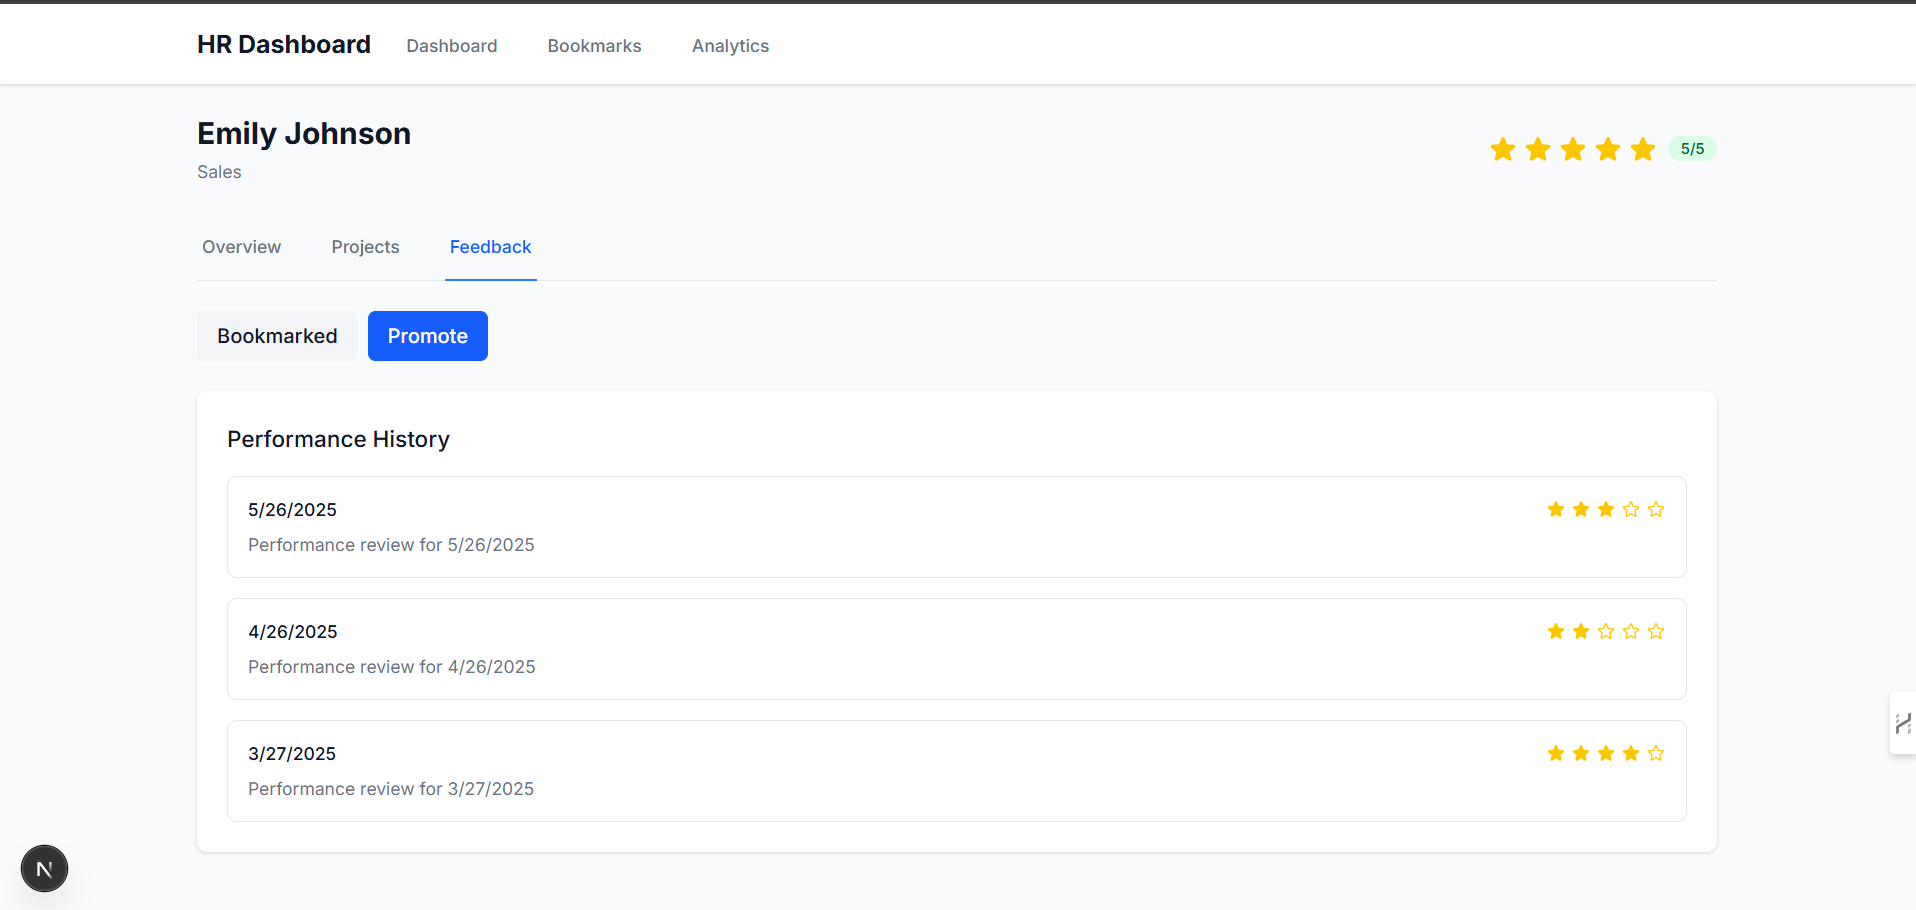 HR Dashboard
Dashboard
Bookmarks
Analytics
Emily Johnson
Sales
5/5
Overview
Projects
Feedback
Bookmarked
Promote
Performance History
5/26/2025
Performance review for 5/26/2025
4/26/2025
Performance review for 4/26/2025
3/27/2025
Performance review for 3/27/2025
N